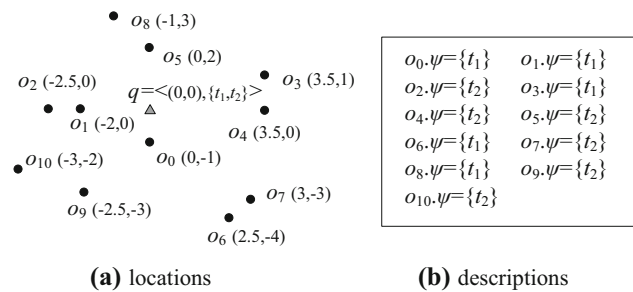 o8 (-1,3)
o5 (0,2)
o2 (-2.5,0)
q=<(0,0),{t1,t2}>
o3 (3.5,1)
o1 (-2,0)
o4 (3.5,0)
o0 (0,-1)
o10 (-3,-2)
o9 (-2.5,-3)
o7 (3,-3)
o6 (2.5,-4)
(a) locations
o0.ψ={t1} o1.ψ={t1}
o2.ψ={t2} o3.ψ={t1}
o4.ψ={t2} o5.ψ={t2}
o6.ψ={t1} o7.ψ={t2}
o8.ψ={t1} o9.ψ={t2}
o10.ψ={t2}
(b) descriptions